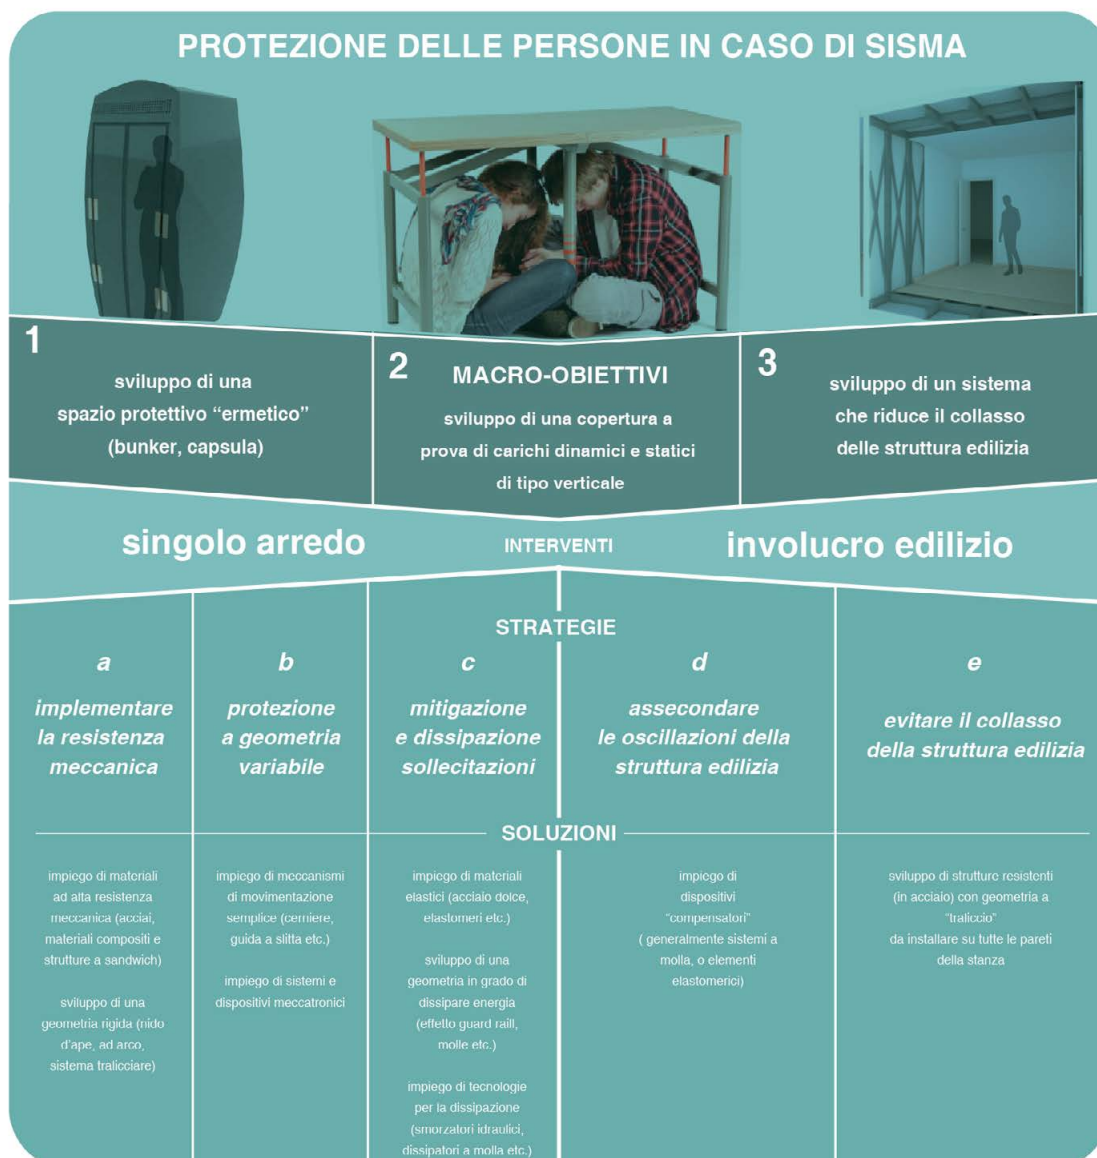 PROTEZIONE DELLE PERSONE IN CASO DI SISMA
1
sviluppo di una
spazio protettivo “ermetico”
(bunker, capsula)
2
MACRO-OBIETTIVI
sviluppo di una copertura a
prova di carichi dinamici e statici
di tipo verticale
3
sviluppo di un sistema
che riduce il collasso
delle struttura edilizia
singolo arredo
INTERVENTI
involucro edilizio
STRATEGIE
a
implementare
la resistenza
meccanica
b
protezione
a geometria
variabile
c
mitigazione
e dissipazione
sollecitazioni
d
assecondare
le oscillazioni della
struttura edilizia
e
evitare il collasso
della struttura edilizia
SOLUZIONI
impiego di materiali
ad alta resistenza
meccanica (acciai,
materiali compositi e
strutture a sandwich)
sviluppo di una
geometria rigida (nido
d’ape, ad arco,
sistema tralicciare)
impiego di meccanismi
di movimentazione
semplice (cerniere,
guida a slitta etc.)
impiego di sistemi e
dispositivi meccatronici
impiego di materiali
elastici (acciaio dolce,
elastomeri etc.)
sviluppo di una
geometria in grado di
dissipare energia
(effetto guard raill,
molle etc.)
impiego di tecnologie
per la dissipazione
(smorzatori idraulici,
dissipatori a molla etc.)
impiego di
dispositivi
“compensatori”
( generalmente sistemi a
molla, o elementi
elastomerici)
sviluppo di strutture resistenti
(in acciaio) con geometria a
“traliccio”
da installare su tutte le pareti
della stanza